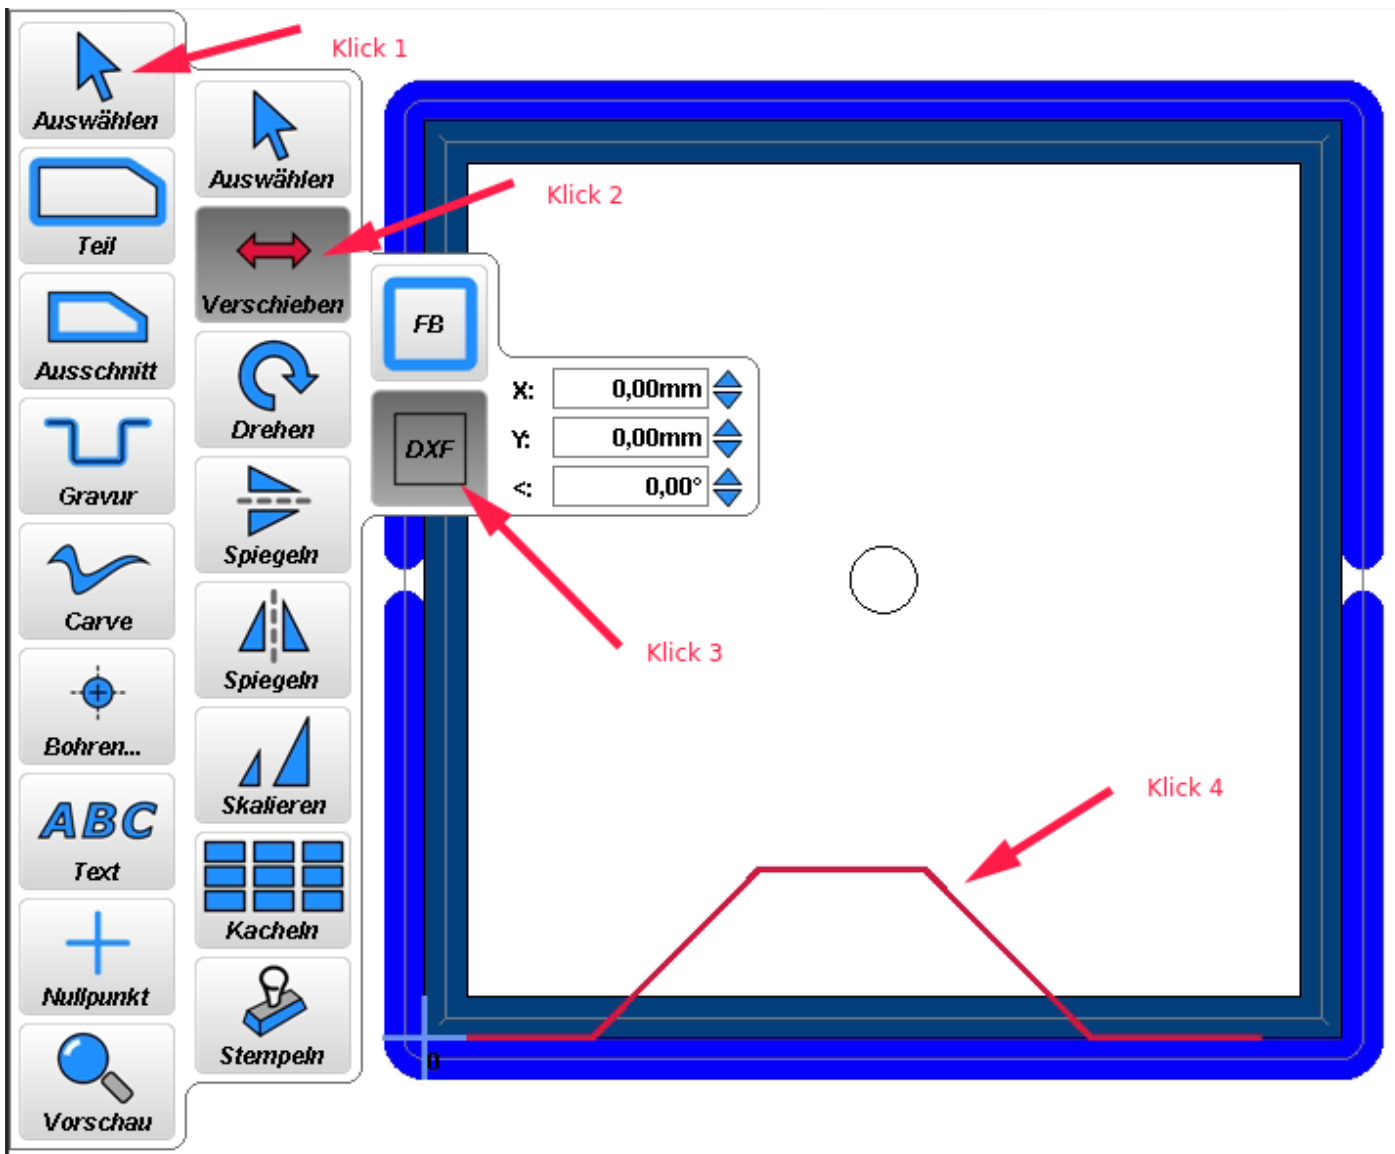 Klick 1
Auswählen
Auswählen
Klick 2
Teil
Verschieben
FB
Ausschnitt
X: 0,00mm
Drehen
Y: 0,00mm
DXF
<: 0,00°
Gravur
Spiegeln
Carve
Klick 3
Spiegeln
Bohren...
Klick 4
Skalieren
ABC
Text
Kacheln
Nullpunkt
Stempeln
0
Vorschau